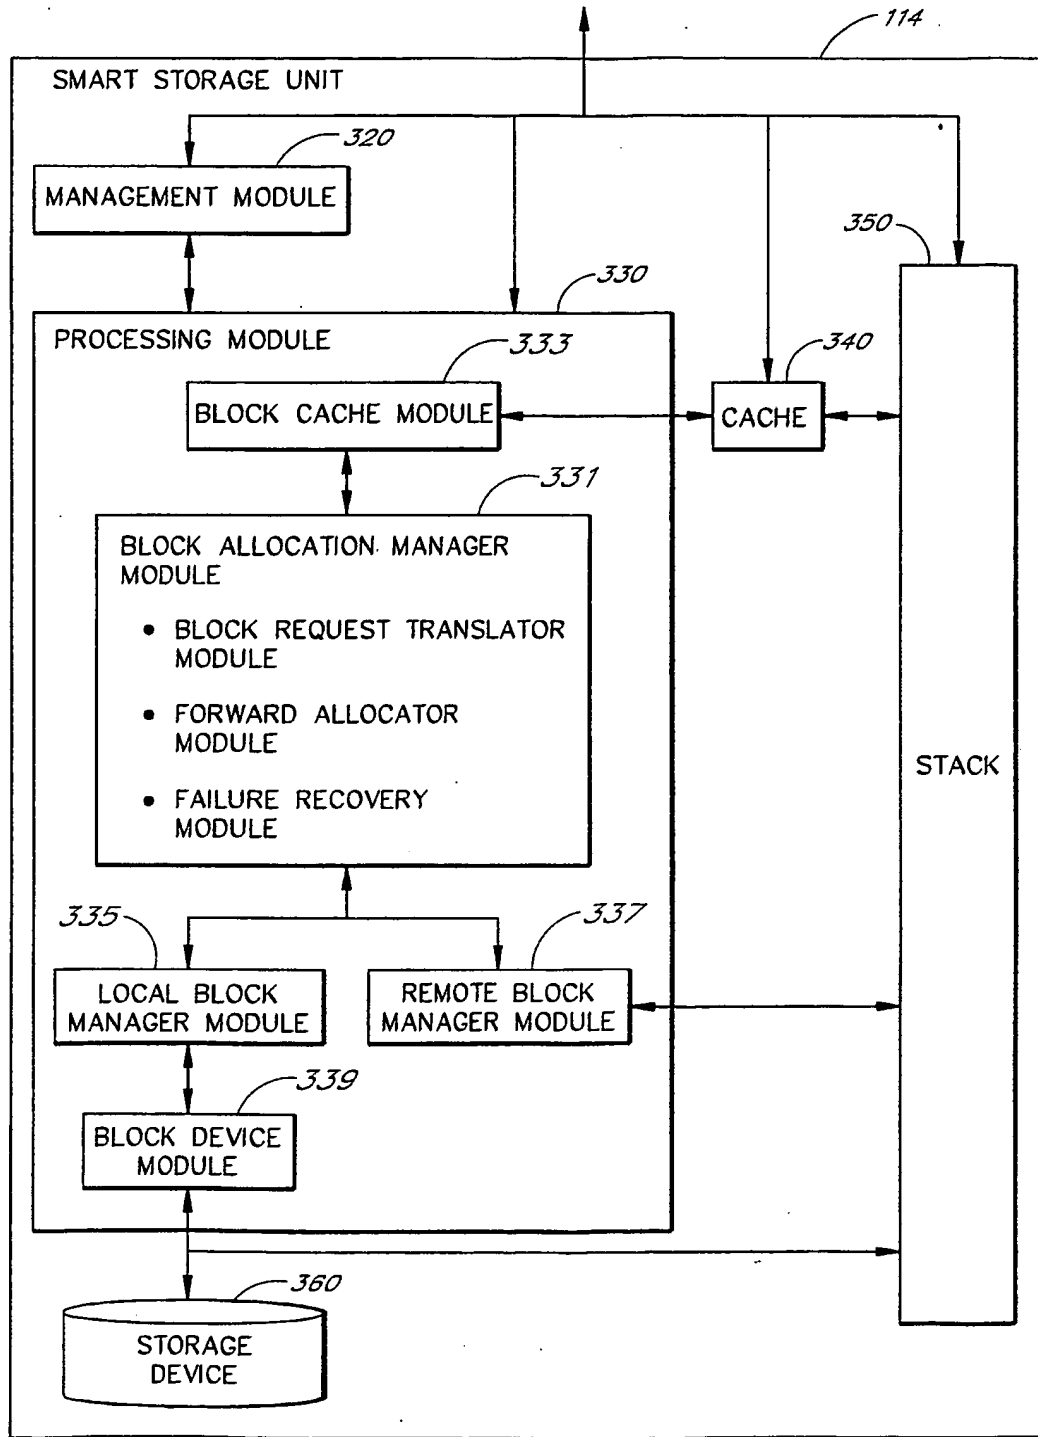 114
SMART STORAGE UNIT
320
MANAGEMENT MODULE
350
330
PROCESSING MODULE
333
340
BLOCK CACHE MODULE
CACHE
331
BLOCK ALLOCATION MANAGER
MODULE
• BLOCK REQUEST TRANSLATOR
MODULE
• FORWARD ALLOCATOR
MODULE
STACK
• FAILURE RECOVERY
MODULE
335
337
LOCAL BLOCK
MANAGER MODULE
REMOTE BLOCK
MANAGER MODULE
339
BLOCK DEVICE
MODULE
360
STORAGE
DEVICE